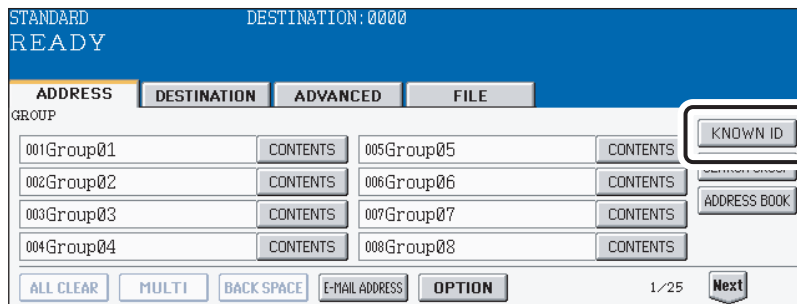 STANDARD DESTINATION:0000
READY
ADDRESS DESTINATION ADVANCED FILE
GROUP
KNOWN ID
001Group01 CONTENTS 005Group05 CONTENTS
002Group02 CONTENTS 006Group06 CONTENTS
ADDRESS BOOK
003Group03 CONTENTS 007Group07 CONTENTS
004Group04 CONTENTS 008Group08 CONTENTS
ALL CLEAR MULTI BACK SPACE E-MAIL ADDRESS OPTION 1/25 Next